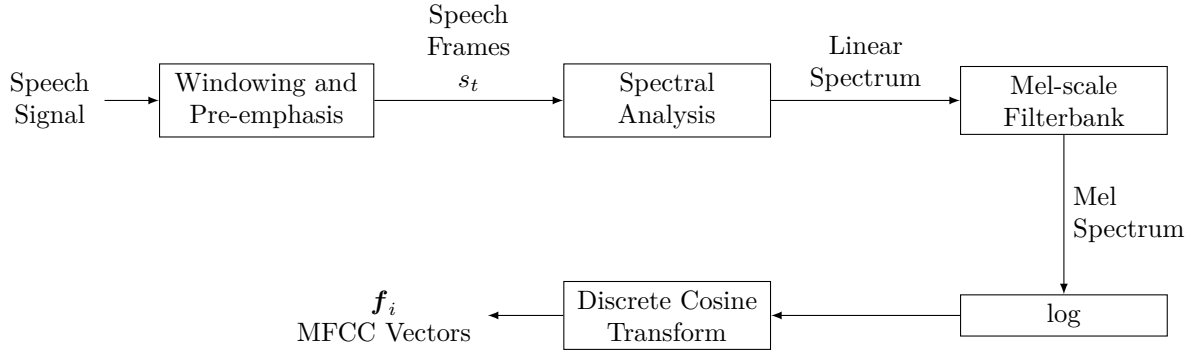 Speech
Signal
Windowing and
Pre-emphasis
Speech
Frames
s_t
Spectral
Analysis
Linear
Spectrum
Mel-scale
Filterbank
Mel
Spectrum
log
Discrete Cosine
Transform
f_i
MFCC Vectors